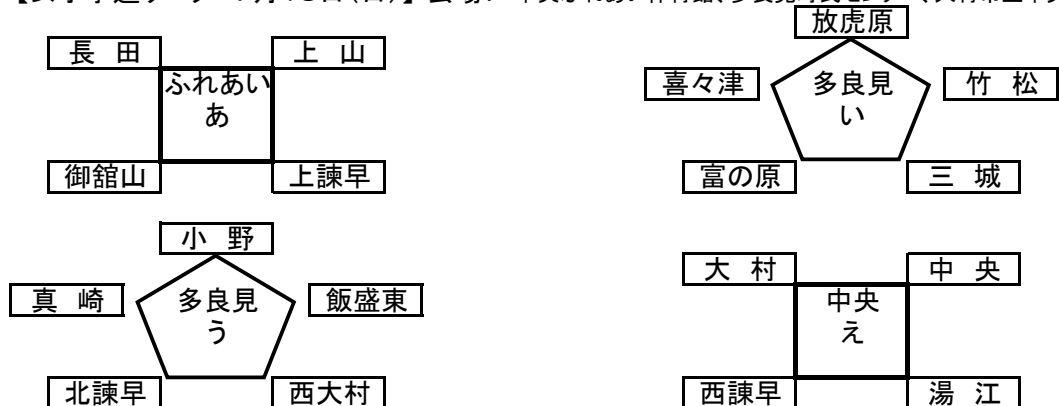 放虎原
長 田
上 山
ふれあい
あ
御舘山
上諫早
喜々津
多良見
い
竹 松
富の原
三 城
小 野
真 崎
多良見
う
飯盛東
北諫早
西大村
大 村
中 央
中央
え
西諫早
湯 江